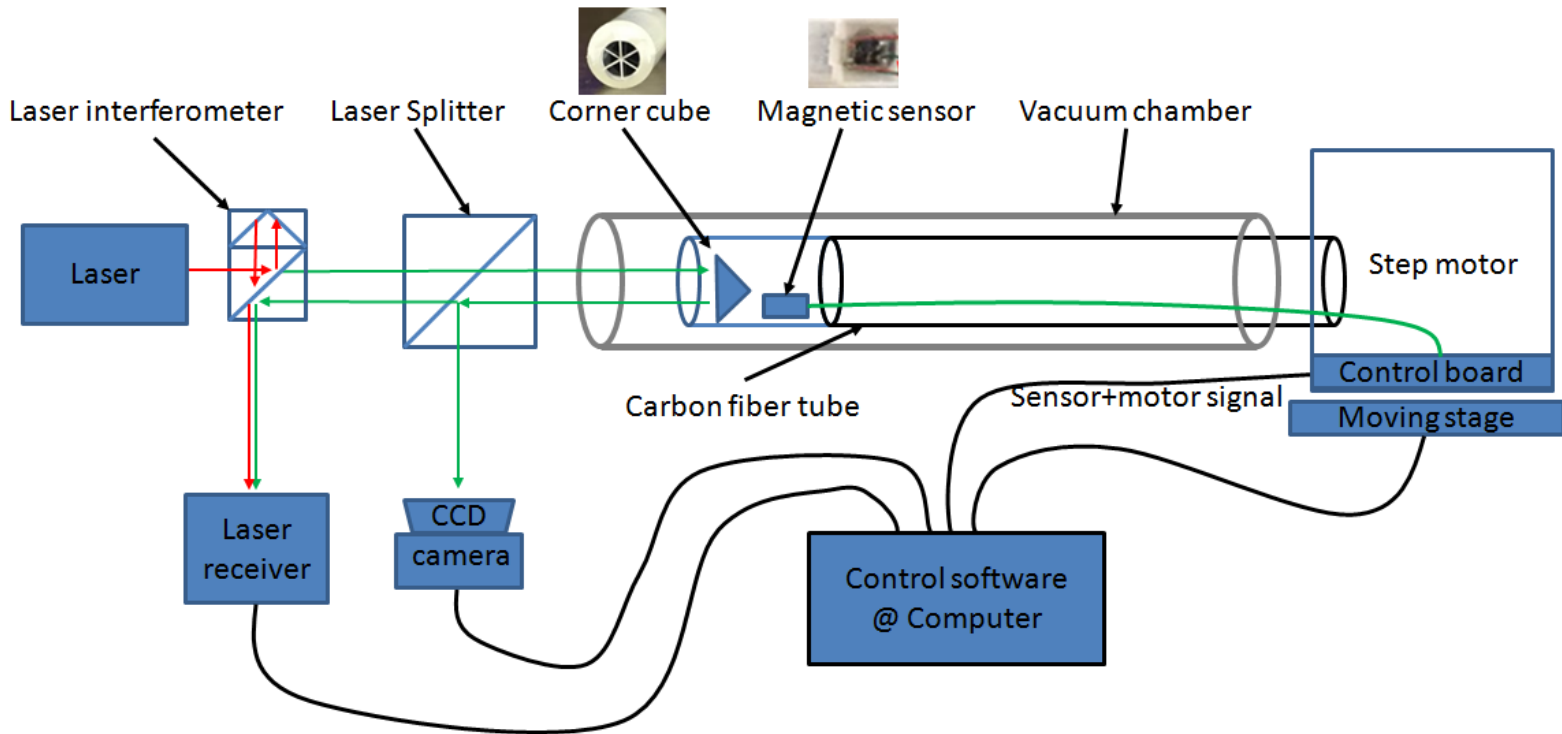 Laser interferometer
Laser Splitter
Corner cube
Magnetic sensor
Vacuum chamber
Laser
Step motor
Control board
Carbon fiber tube
Sensor+motor signal
Moving stage
Laser
receiver
CCD
camera
Control software
@ Computer